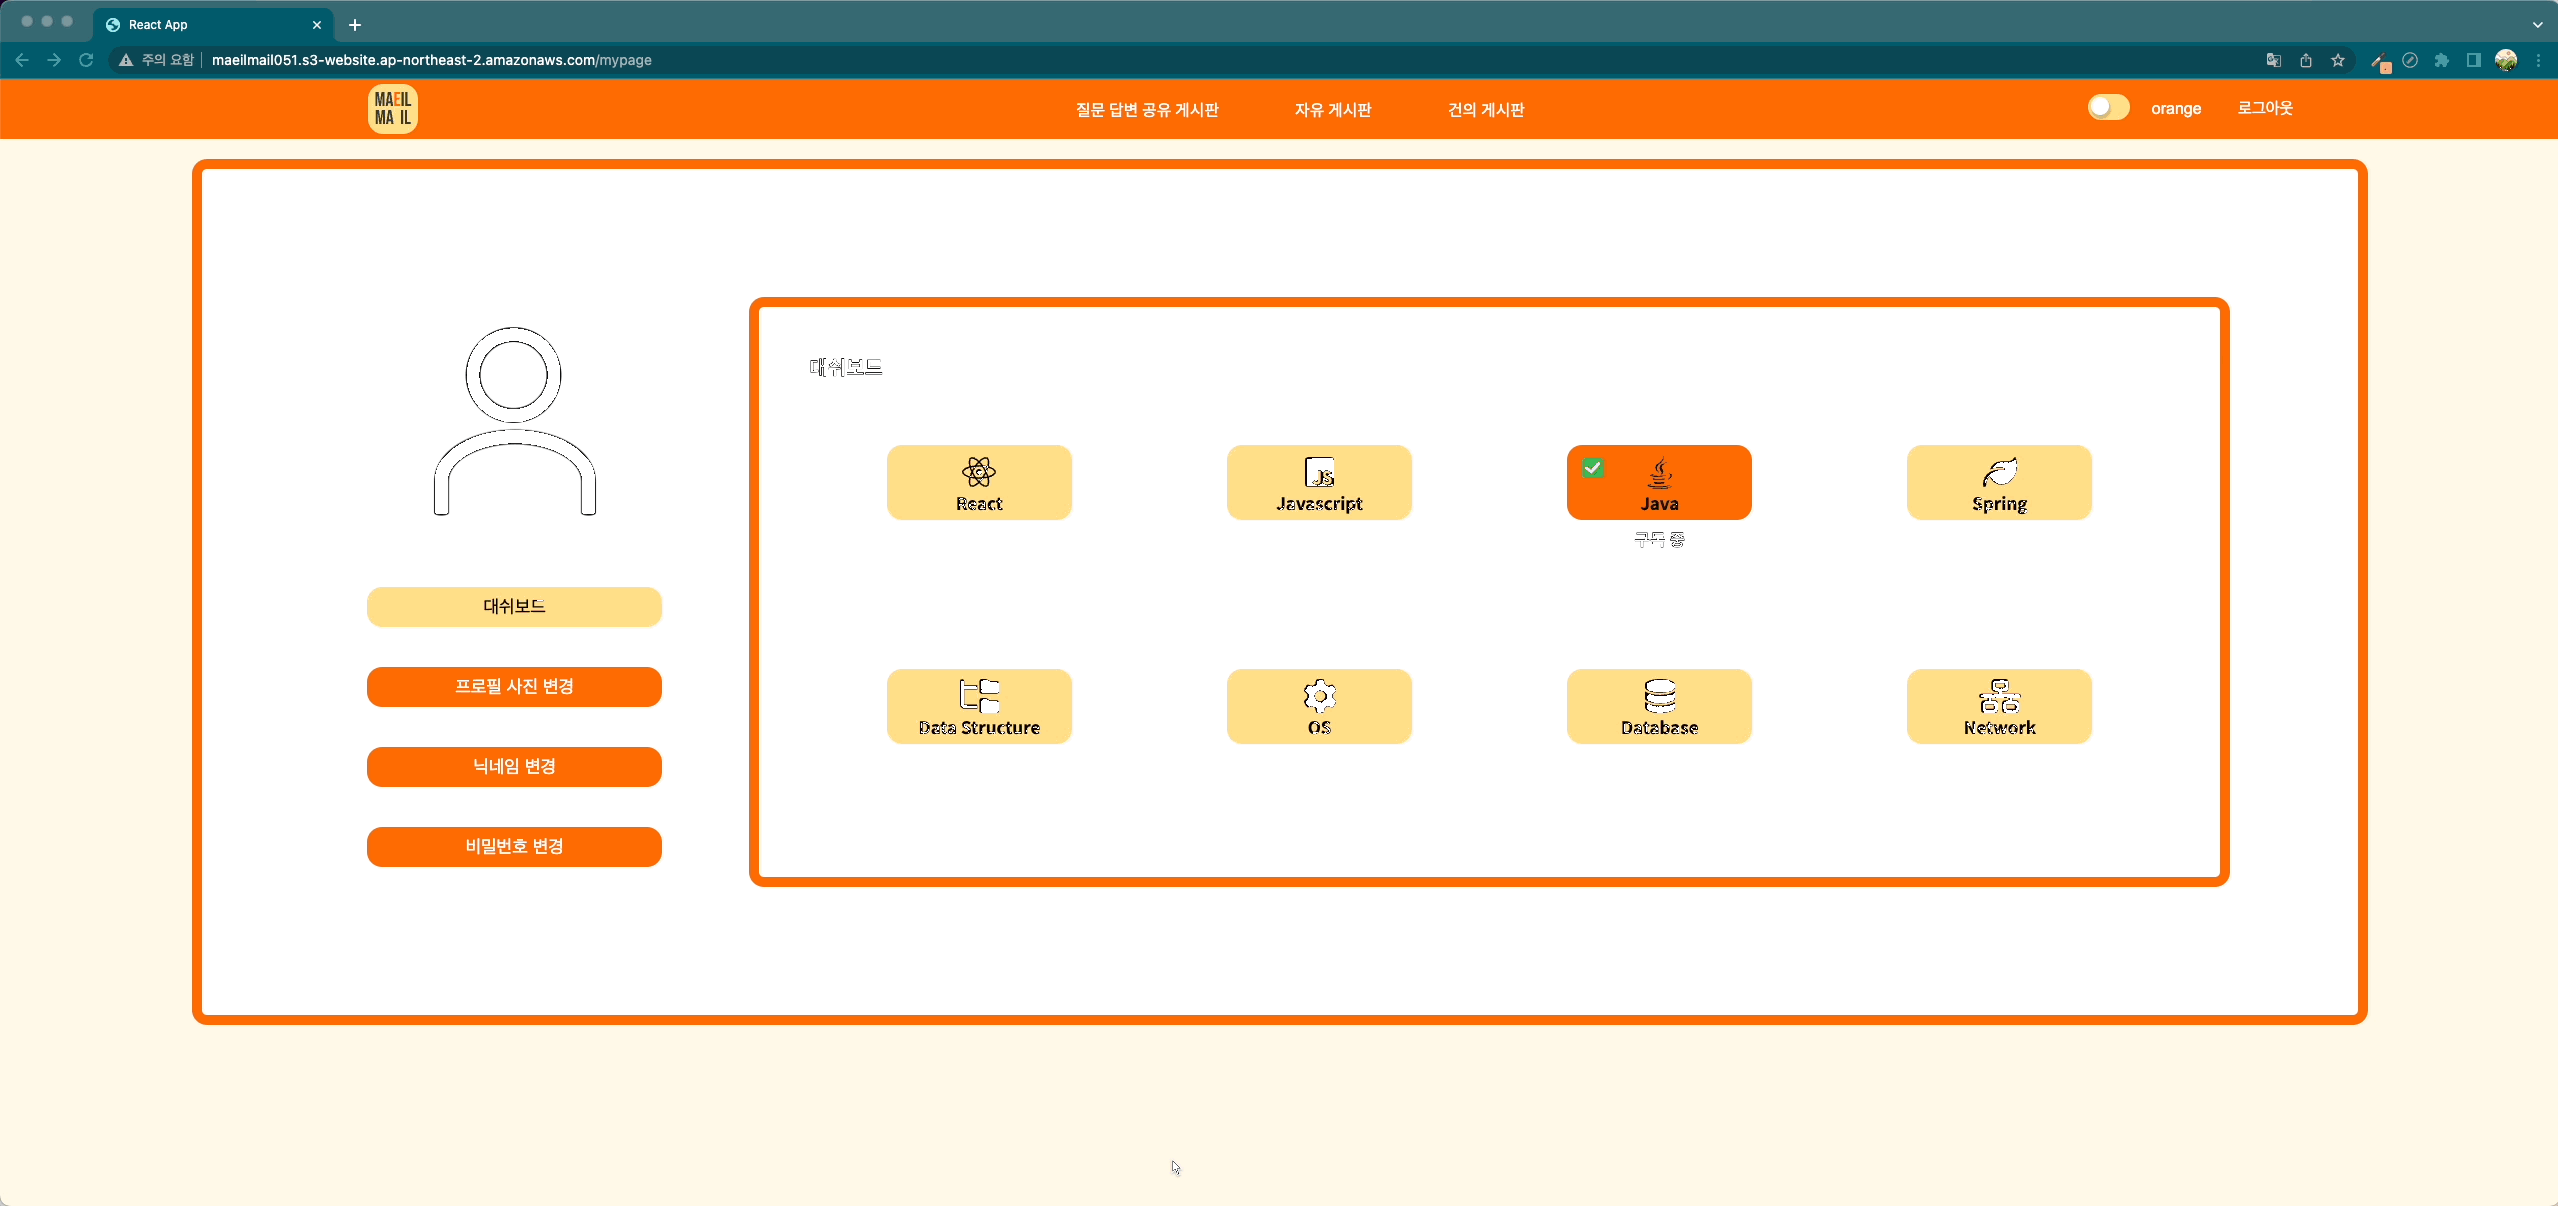 React App
주의 요함
maeilmail051.s3-website.ap-northeast-2.amazonaws.com/mypage
MAEIL
MA IL
질문 답변 공유 게시판
자유 게시판
건의 게시판
orange
로그아웃
대쉬보드
React
JS
Javascript
Java
Spring
구독 중
대쉬보드
프로필 사진 변경
닉네임 변경
비밀번호 변경
Data Structure
OS
Database
Network